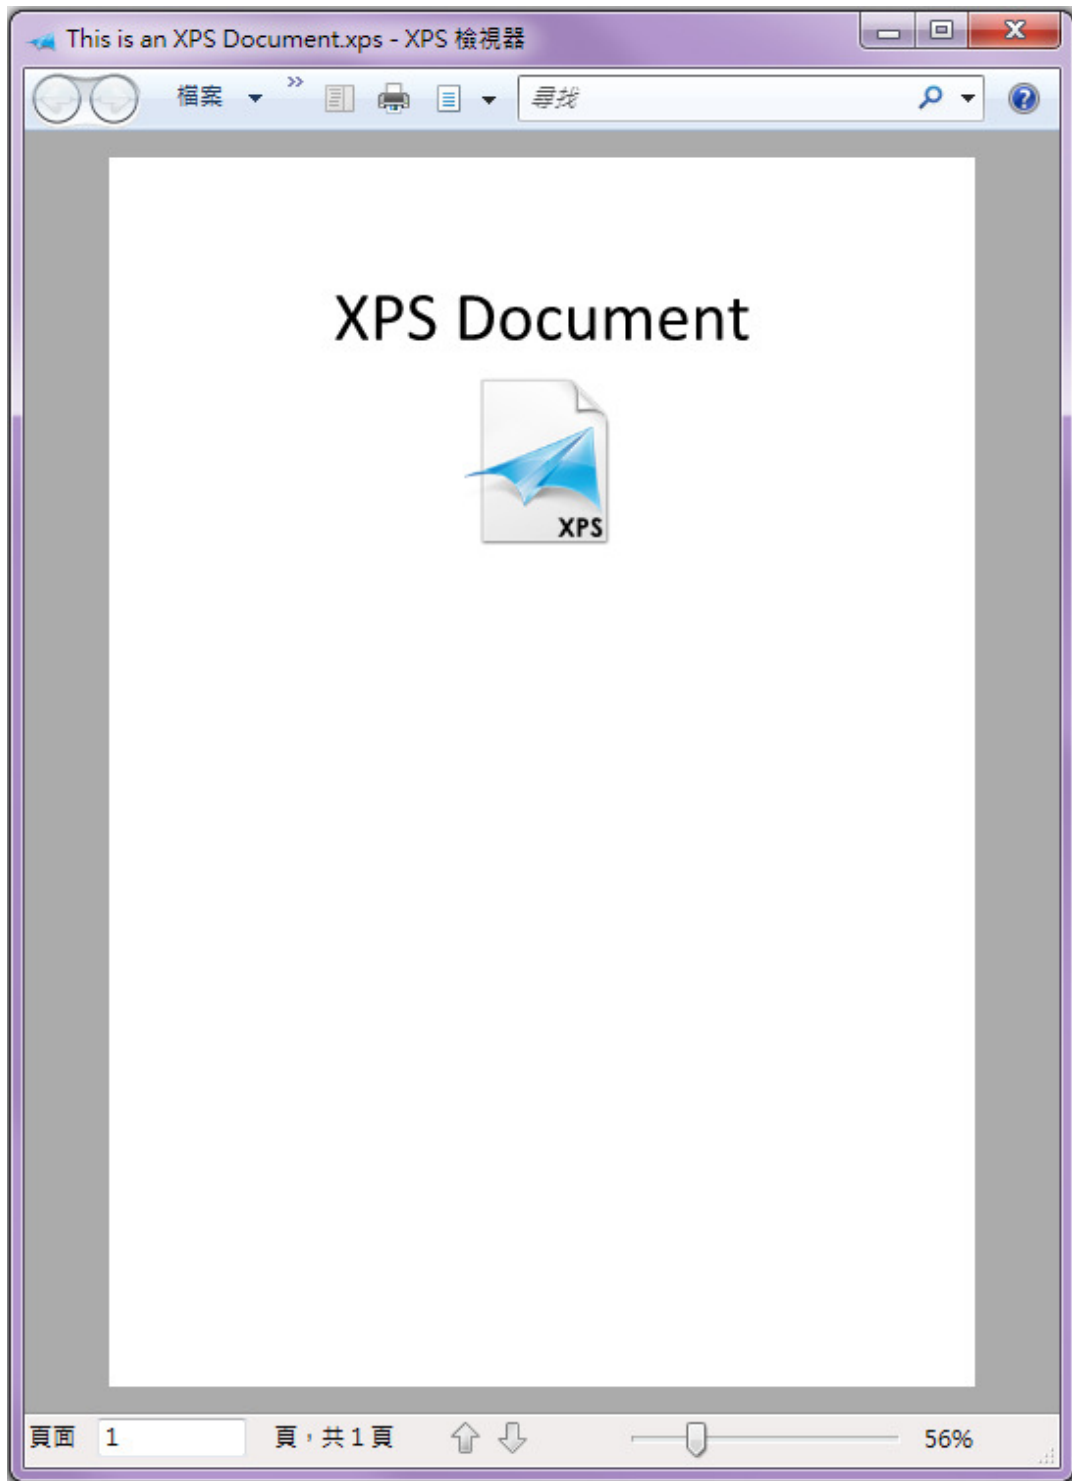 This is an XPS Document.xps - XPS 檢視器
檔案 » 尋找
XPS Document
XPS
頁面 1 頁，共 1 頁 56%